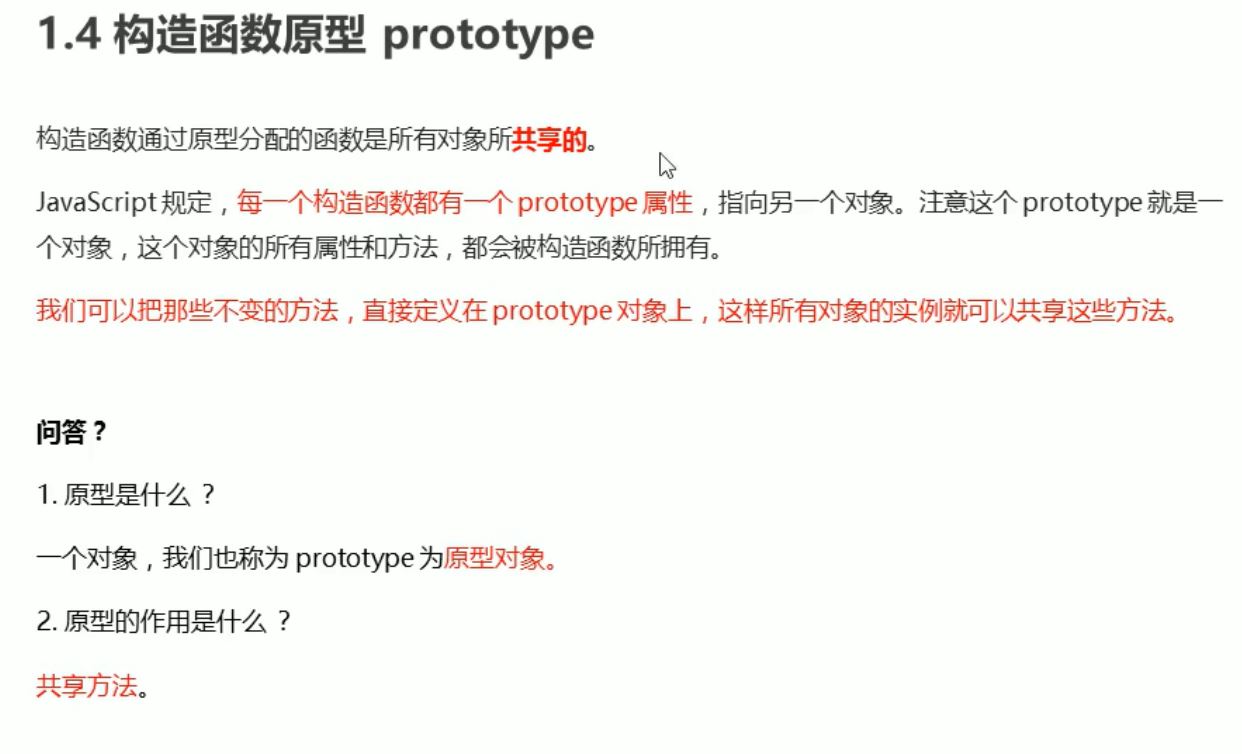 1.4 构造函数原型 prototype
构造函数通过原型分配的函数是所有对象所共享的。
JavaScript 规定，每一个构造函数都有一个 prototype 属性，指向另一个对象。注意这个 prototype 就是一
个对象，这个对象的所有属性和方法，都会被构造函数所拥有。
我们可以把那些不变的方法，直接定义在 prototype 对象上，这样所有对象的实例就可以共享这些方法。
问答？
1. 原型是什么 ？
一个对象，我们也称为 prototype 为原型对象。
2. 原型的作用是什么 ？
共享方法。